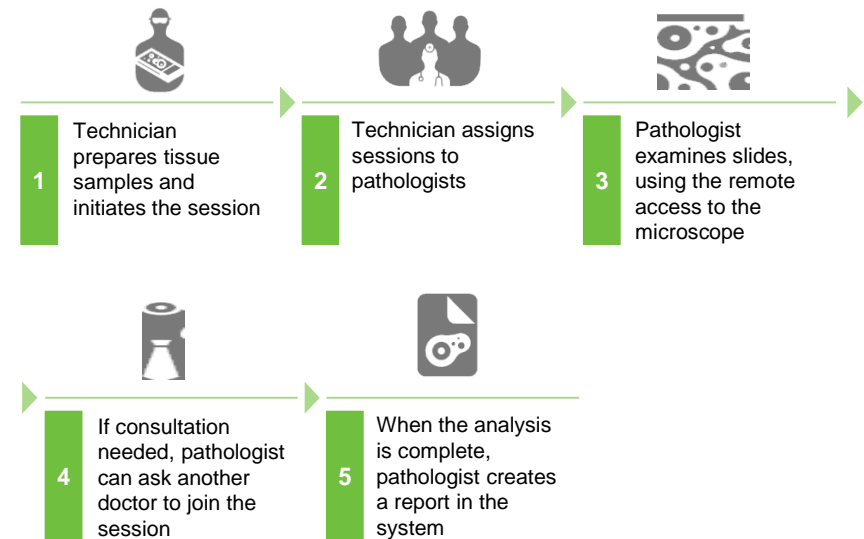 1
Technician
prepares tissue
samples and
initiates the session
2
Technician assigns
sessions to
pathologists
3
Pathologist
examines slides,
using the remote
access to the
microscope
4
If consultation
needed, pathologist
can ask another
doctor to join the
session
5
When the analysis
is complete,
pathologist creates
a report in the
system